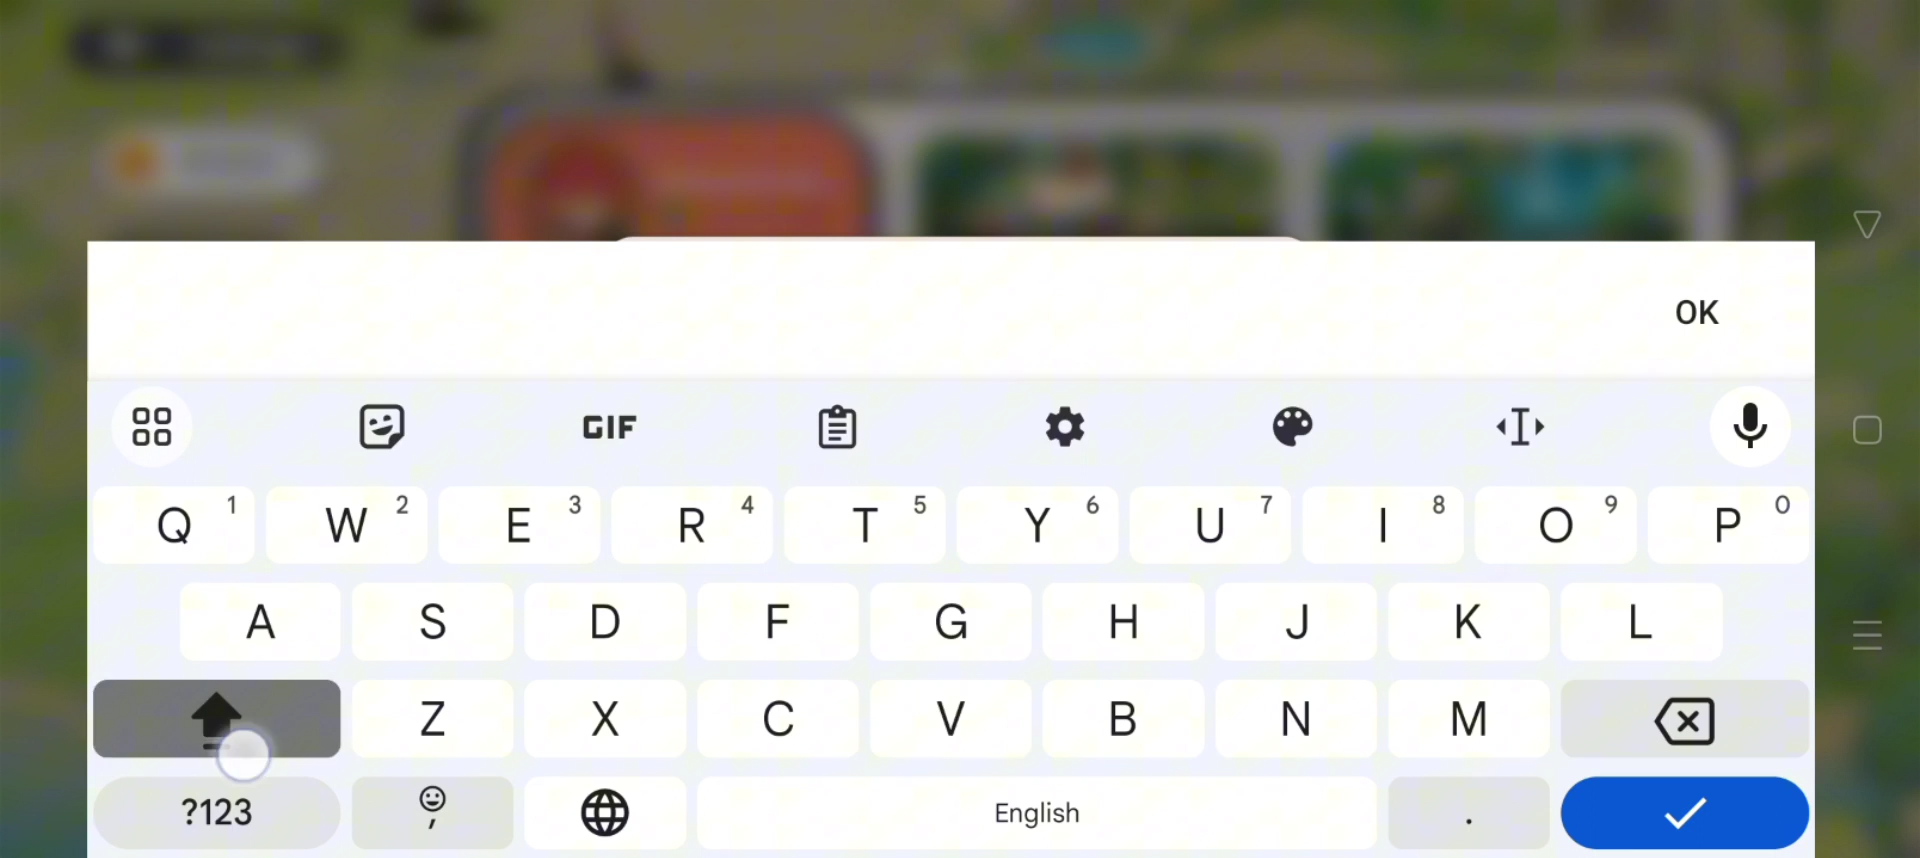 OK
GIF
Q 1 W 2 E 3 R 4 T 5 Y 6 U 7 I 8 O 9 P 0
A S D F G H J K L
Z X C V B N M
?123 , English .